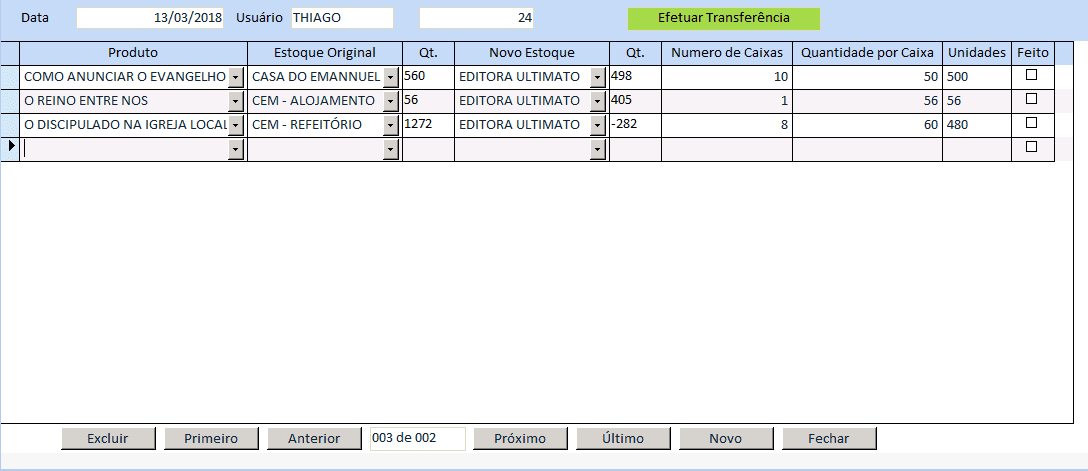 Data 13/03/2018 Usuário THIAGO 24 Efetuar Transferência
Produto Estoque Original Qt. Novo Estoque Qt. Numero de Caixas Quantidade por Caixa Unidades Feito
COMO ANUNCIAR O EVANGELHO CASA DO EMANNUEL 560 EDITORA ULTIMATO 498 10 50 500
O REINO ENTRE NOS CEM - ALOJAMENTO 56 EDITORA ULTIMATO 405 1 56 56
O DISCIPULADO NA IGREJA LOCAL CEM - REFEITÓRIO 1272 EDITORA ULTIMATO -282 8 60 480
Excluir Primeiro Anterior 003 de 002 Próximo Último Novo Fechar